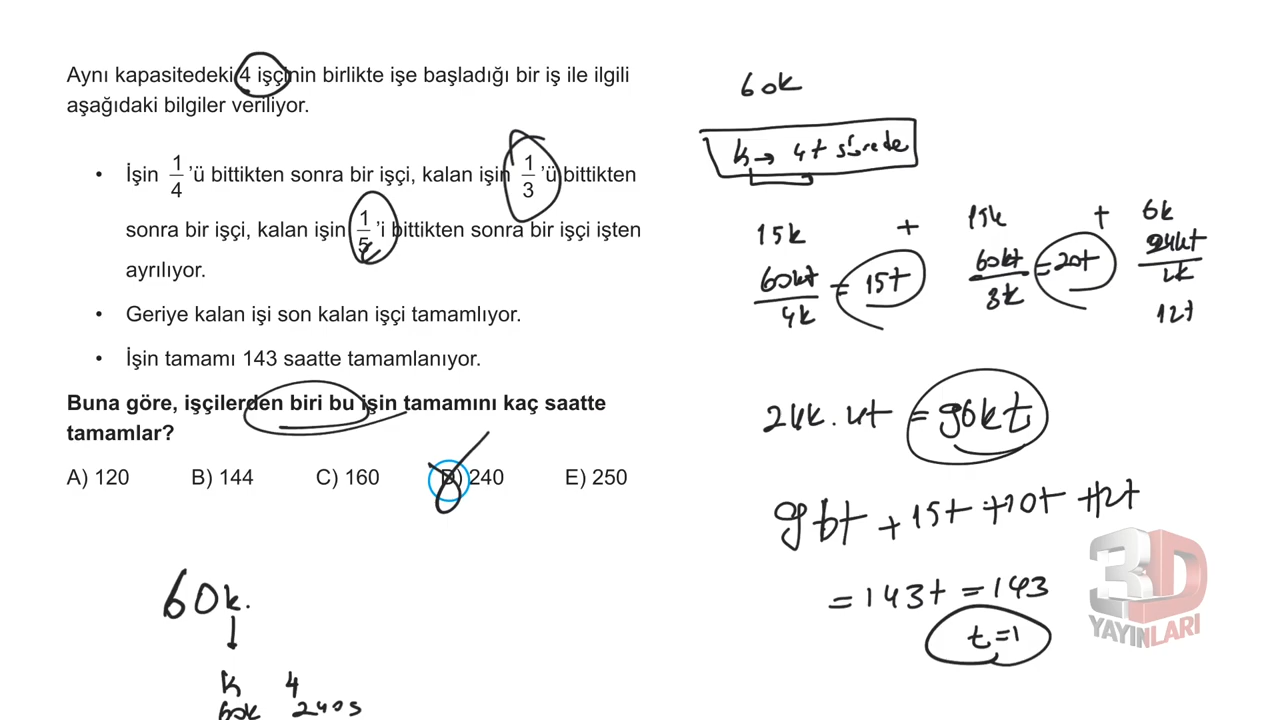 Aynı kapasitedeki 4 işçinin birlikte işe başladığı bir iş ile ilgili
aşağıdaki bilgiler veriliyor.
• İşin 1/4 'ü bittikten sonra bir işçi, kalan işin 1/3 'ü bittikten
sonra bir işçi, kalan işin 1/5 'i bittikten sonra bir işçi işten
ayrılıyor.
• Geriye kalan işi son kalan işçi tamamlıyor.
• İşin tamamı 143 saatte tamamlanıyor.
Buna göre, işçilerden biri bu işin tamamını kaç saatte
tamamlar?
A) 120 B) 144 C) 160 D) 240 E) 250
60k.
k 4
60k 240s
60k
k → 4t sürede
15k + 15k + 6k
60kt/4k = 15t 60kt/3k = 20t 24kt/2k
12t
24k.4t = 96kt
96t + 15t + 20t + 12t
= 143t = 143
t = 1
3D
YAYINLARI